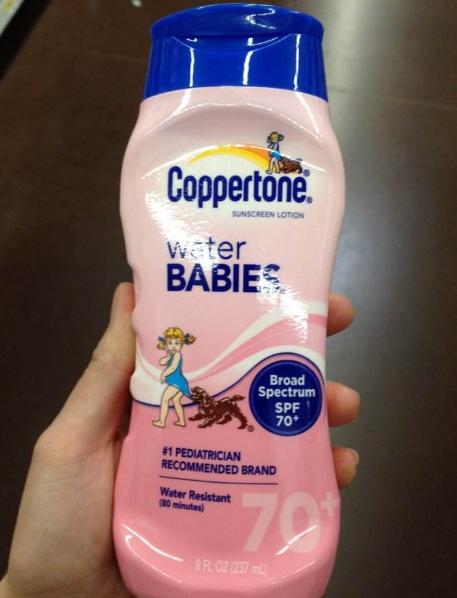 Coppertone®
SUNSCREEN LOTION
water
BABIES®
Broad
Spectrum
SPF
70+
#1 PEDIATRICIAN
RECOMMENDED BRAND
Water Resistant
(80 minutes)
70+
8 FL OZ (237 mL)